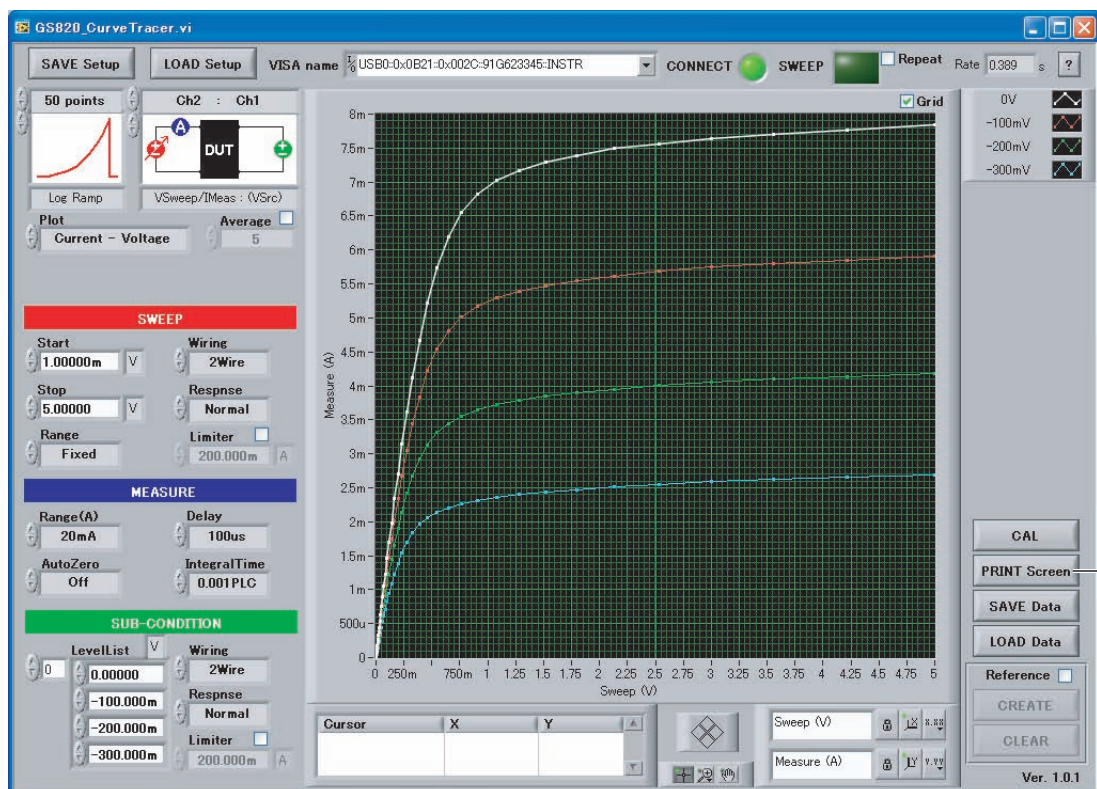 GS820_CurveTracer.vi
SAVE Setup LOAD Setup VISA name I/O USB0::0x0B21::0x002C::91G623345::INSTR CONNECT SWEEP Repeat Rate 0.389 s ?
50 points Ch2 : Ch1
A
DUT
Log Ramp VSweep/IMeas : (VSrc)
Plot Average
Current - Voltage 5
SWEEP
Start Wiring
1.00000m V 2Wire
Stop Respnse
5.00000 V Normal
Range Limiter
Fixed 200.000m A
MEASURE
Range(A) Delay
20mA 100us
AutoZero IntegralTime
Off 0.001PLC
SUB-CONDITION
LevelList V Wiring
0 0.00000 2Wire
-100.000m Respnse
-200.000m Normal
-300.000m Limiter
200.000m A
Grid
8m
7.5m
7m
6.5m
6m
5.5m
5m
4.5m
4m
3.5m
3m
2.5m
2m
1.5m
1m
500u
0
Measure (A)
0 250m 750m 1 1.25 1.5 1.75 2 2.25 2.5 2.75 3 3.25 3.5 3.75 4 4.25 4.5 4.75 5
Sweep (V)
Cursor X Y
Sweep (V) X X.XX
Measure (A) Y Y.YY
0V
-100mV
-200mV
-300mV
CAL
PRINT Screen
SAVE Data
LOAD Data
Reference
CREATE
CLEAR
Ver. 1.0.1